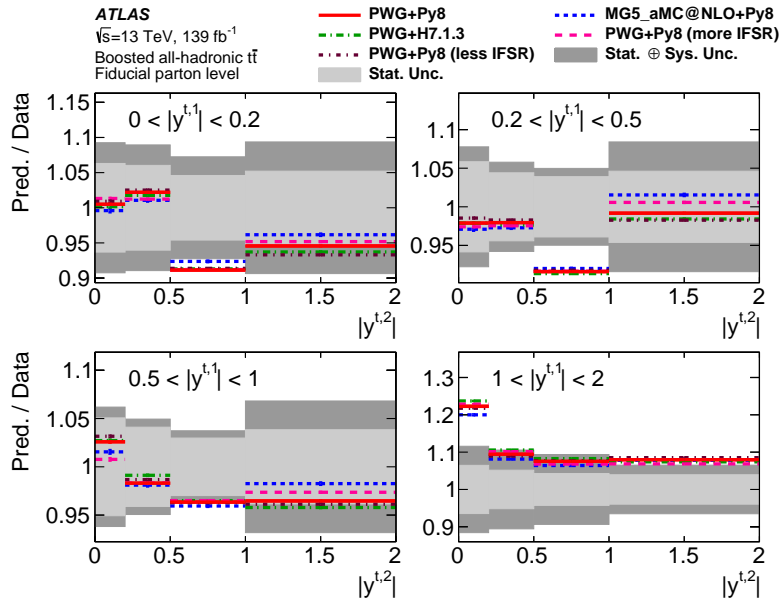 ATLAS
√s=13 TeV, 139 fb⁻¹
Boosted all-hadronic tt̄
Fiducial parton level
PWG+Py8
PWG+H7.1.3
PWG+Py8 (less IFSR)
Stat. Unc.
MG5_aMC@NLO+Py8
PWG+Py8 (more IFSR)
Stat. ⊕ Sys. Unc.
Pred. / Data
1.15
1.1
1.05
1
0.95
0.9
0 < |y^{t,1}| < 0.2
0 0.5 1 1.5 2
|y^{t,2}|
Pred. / Data
1.1
1.05
1
0.95
0.2 < |y^{t,1}| < 0.5
0 0.5 1 1.5 2
|y^{t,2}|
Pred. / Data
1.1
1.05
1
0.95
0.5 < |y^{t,1}| < 1
0 0.5 1 1.5 2
|y^{t,2}|
Pred. / Data
1.3
1.2
1.1
1
0.9
1 < |y^{t,1}| < 2
0 0.5 1 1.5 2
|y^{t,2}|